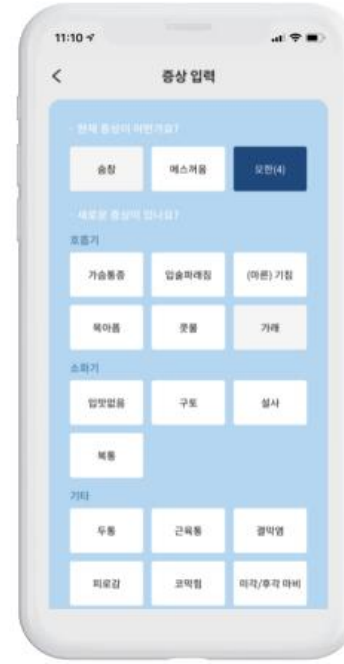 11:10
증상 입력
- 현재 증상이 어떤가요?
숨참 메스꺼움 오한(4)
- 새로운 증상이 있나요?
호흡기
가슴통증 입술파래짐 (마른) 기침
목아픔 콧물 가래
소화기
입맛없음 구토 설사
복통
기타
두통 근육통 결막염
피로감 코막힘 미각/후각 마비